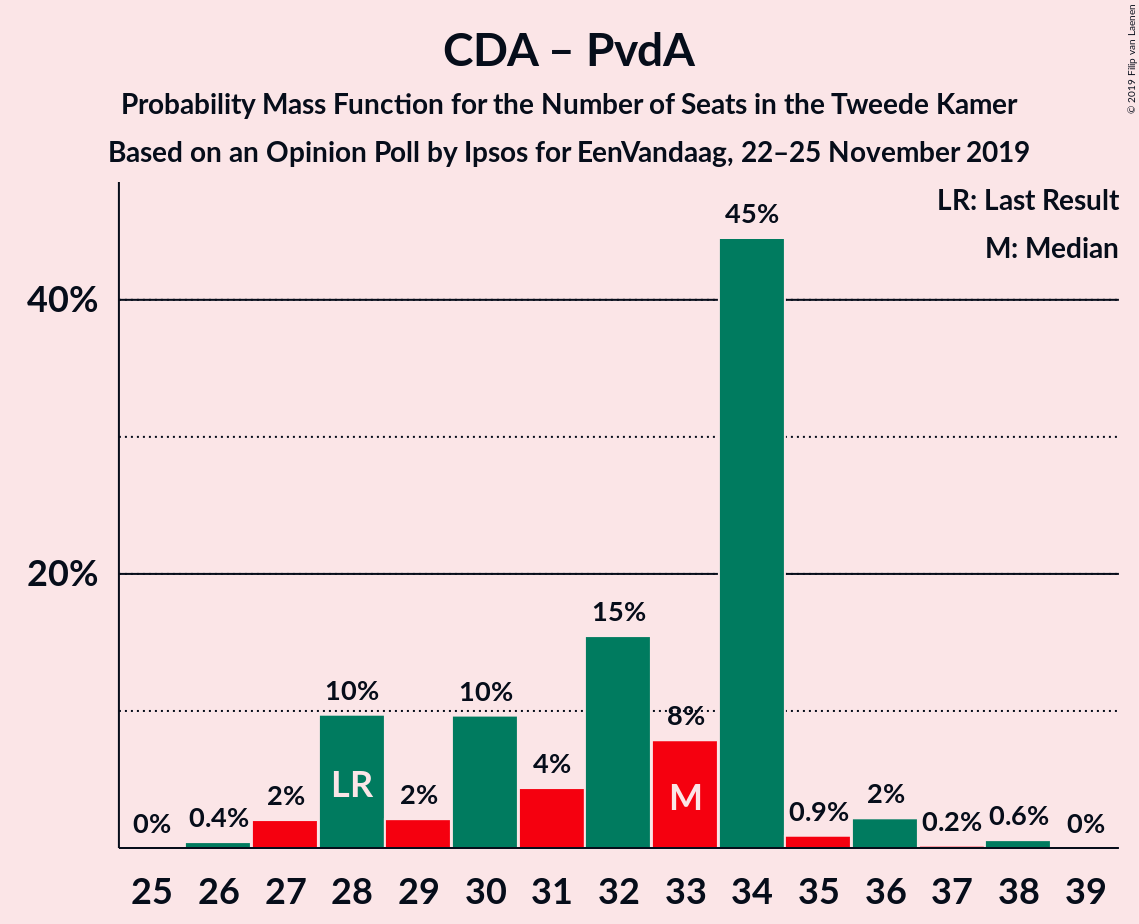 CDA – PvdA
Probability Mass Function for the Number of Seats in the Tweede Kamer
Based on an Opinion Poll by Ipsos for EenVandaag, 22–25 November 2019
© 2019 Filip van Laenen
LR: Last Result
M: Median
40%
20%
0% 0.4% 2% 10% 2% 10% 4% 15% 8% 45% 0.9% 2% 0.2% 0.6% 0%
LR M
25 26 27 28 29 30 31 32 33 34 35 36 37 38 39